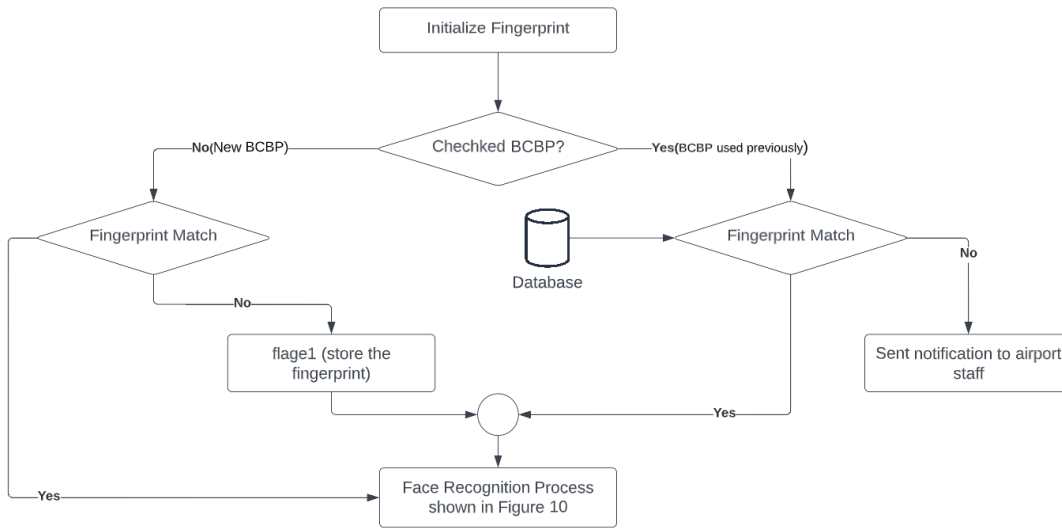 Initialize Fingerprint
Chechked BCBP?
No(New BCBP)
Yes(BCBP used previously)
Fingerprint Match
Fingerprint Match
Database
No
No
flage1 (store the
fingerprint)
Sent notification to airport
staff
Yes
Face Recognition Process
shown in Figure 10
Yes